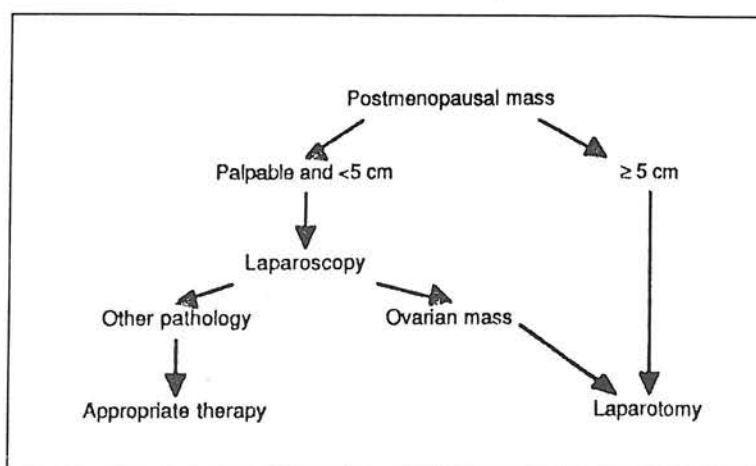 Postmenopausal mass
Palpable and <5 cm
≥ 5 cm
Laparoscopy
Other pathology
Ovarian mass
Appropriate therapy
Laparotomy